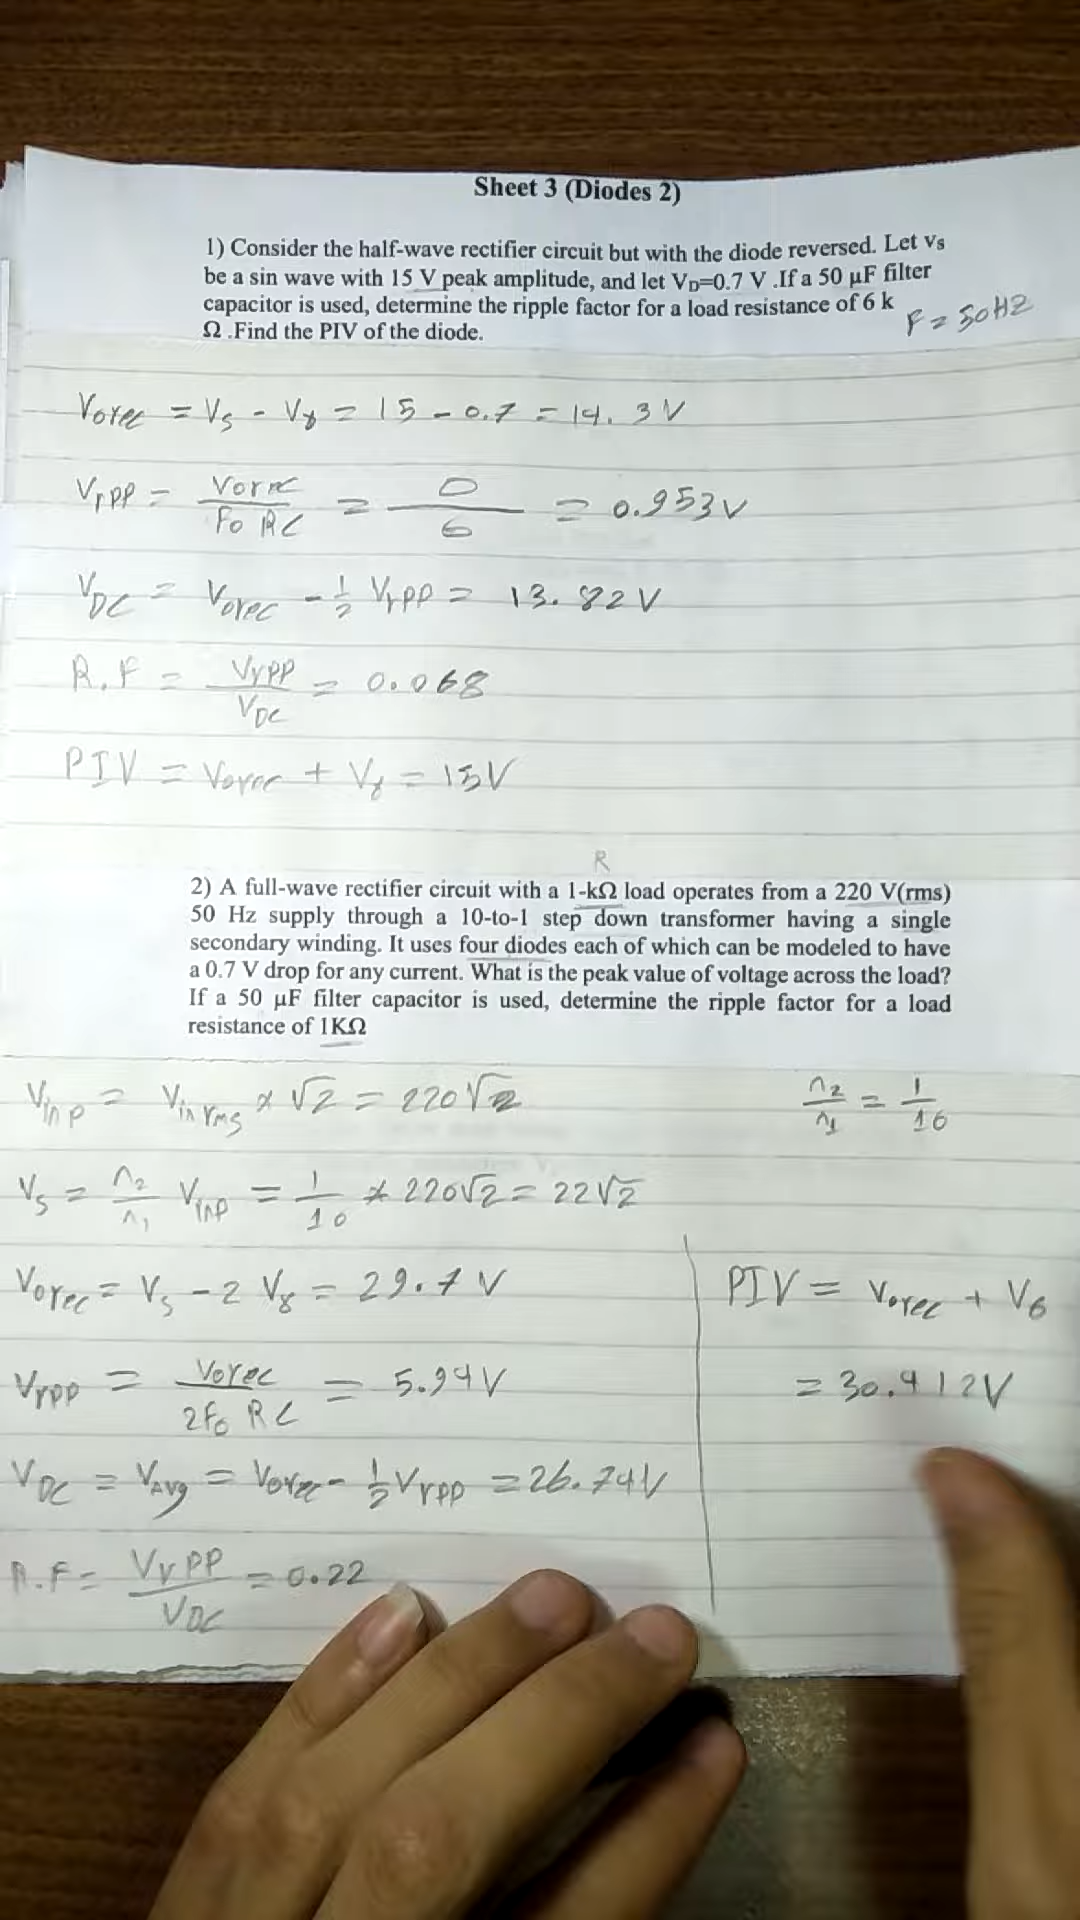 Sheet 3 (Diodes 2)
1) Consider the half-wave rectifier circuit but with the diode reversed. Let vs
be a sin wave with 15 V peak amplitude, and let VD=0.7 V .If a 50 μF filter
capacitor is used, determine the ripple factor for a load resistance of 6 k
Ω .Find the PIV of the diode.
F = 50HZ
Vorec = Vs - Vγ = 15 - 0.7 = 14.3V
Vrpp = Vorec / Fo RC = 0 / 6 = 0.953V
VDC = Vorec - 1/2 Vrpp = 13.82V
R.F = Vrpp / VDC = 0.068
PIV = Vorec + Vγ = 15V
R
2) A full-wave rectifier circuit with a 1-kΩ load operates from a 220 V(rms)
50 Hz supply through a 10-to-1 step down transformer having a single
secondary winding. It uses four diodes each of which can be modeled to have
a 0.7 V drop for any current. What is the peak value of voltage across the load?
If a 50 μF filter capacitor is used, determine the ripple factor for a load
resistance of 1KΩ
Vinp = Vin rms * √2 = 220√2
n2/n1 = 1/10
Vs = n2/n1 Vinp = 1/10 * 220√2 = 22√2
Vorec = Vs - 2 Vγ = 29.7 V
PIV = Vorec + Vγ
Vrpp = Vorec / 2Fo RC = 5.94V
= 30.412V
VDC = VAvg = Vorec - 1/2 Vrpp = 26.74V
R.F = Vrpp / VDC = 0.22